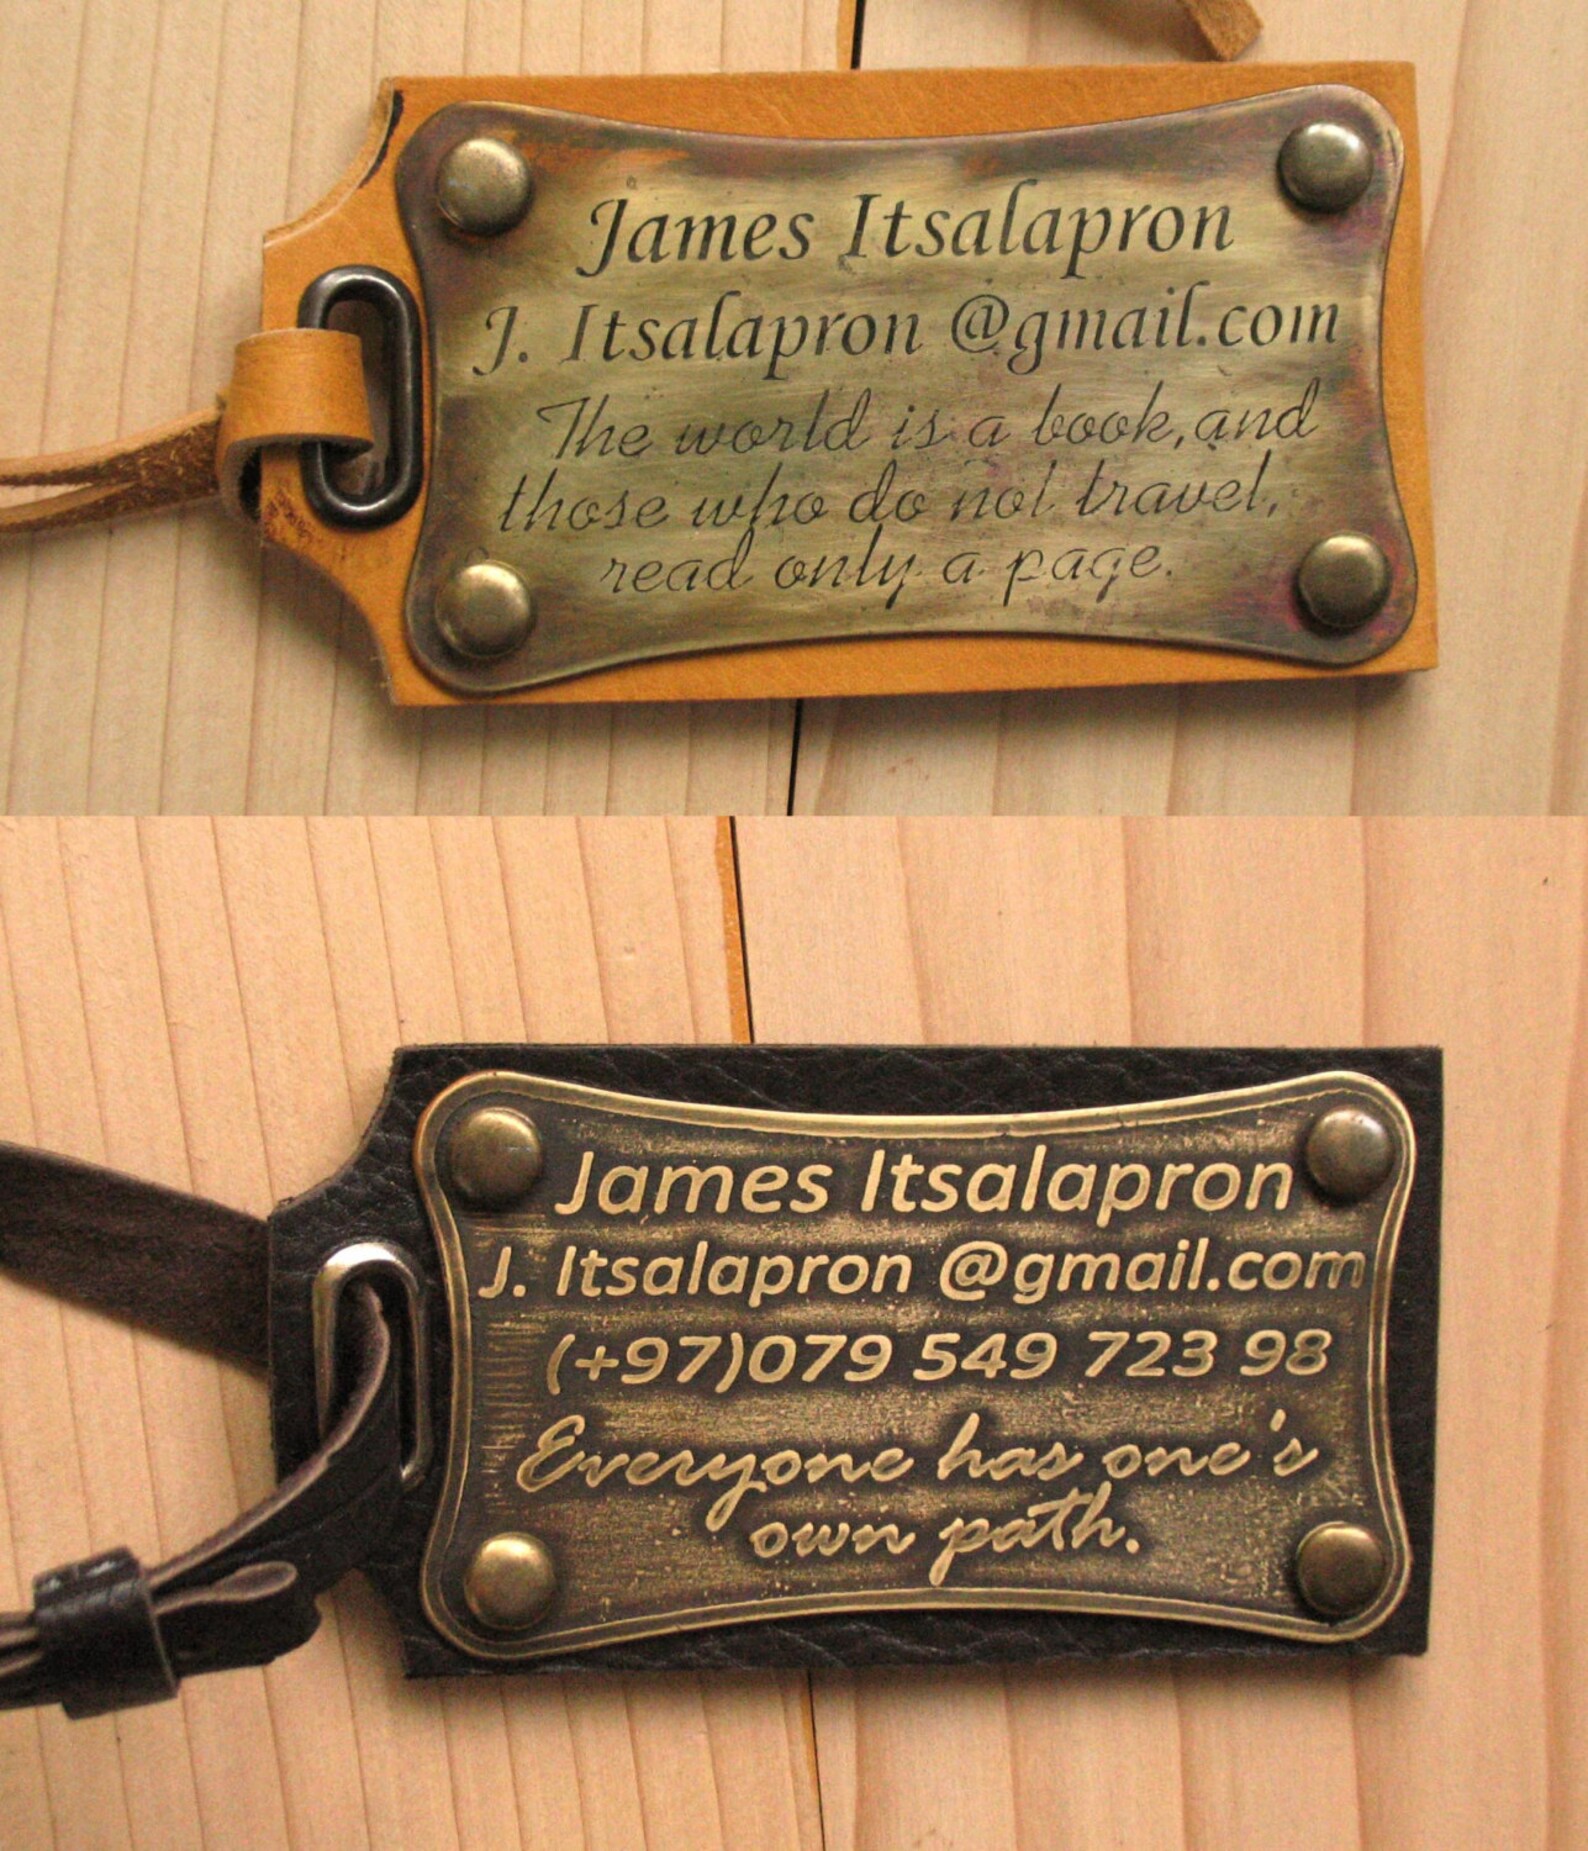 James Itsalapron
J. Itsalapron @gmail.com
The world is a book,and
those who do not travel,
read only a page.
James Itsalapron
J. Itsalapron @gmail.com
(+97)079 549 723 98
Everyone has one's
own path.